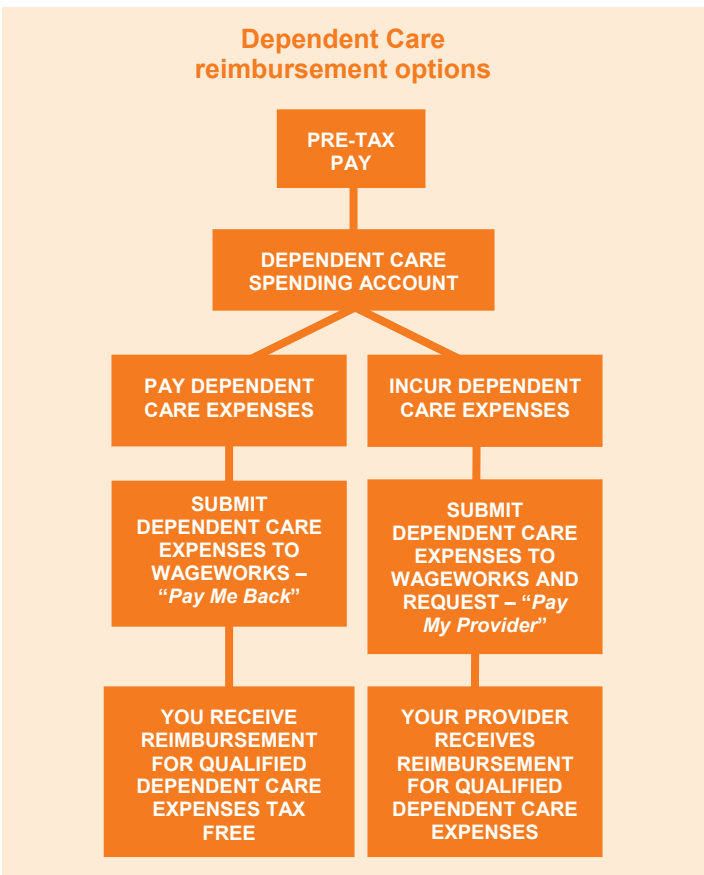 Dependent Care
reimbursement options
PRE-TAX
PAY
DEPENDENT CARE
SPENDING ACCOUNT
PAY DEPENDENT
CARE EXPENSES
SUBMIT
DEPENDENT CARE
EXPENSES TO
WAGEWORKS –
“Pay Me Back”
YOU RECEIVE
REIMBURSEMENT
FOR QUALIFIED
DEPENDENT CARE
EXPENSES TAX
FREE
INCUR DEPENDENT
CARE EXPENSES
SUBMIT
DEPENDENT CARE
EXPENSES TO
WAGEWORKS AND
REQUEST – “Pay
My Provider”
YOUR PROVIDER
RECEIVES
REIMBURSEMENT
FOR QUALIFIED
DEPENDENT CARE
EXPENSES